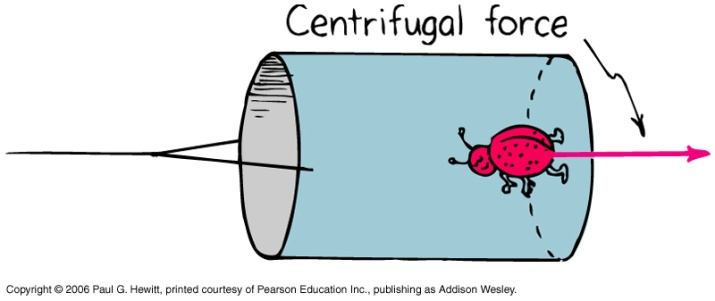 Centrifugal force
Copyright © 2006 Paul G. Hewitt, printed courtesy of Pearson Education Inc., publishing as Addison Wesley.